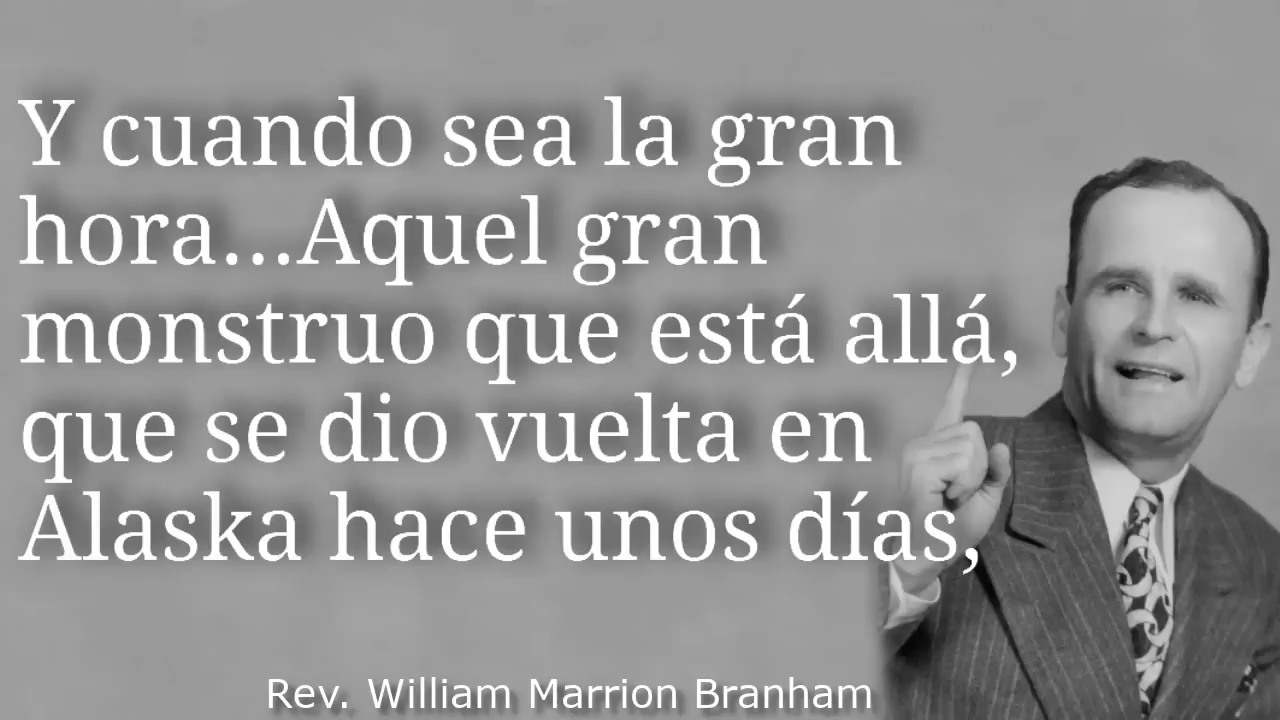 Y cuando sea la gran
hora...Aquel gran
monstruo que está allá,
que se dio vuelta en
Alaska hace unos días,
Rev. William Marrion Branham